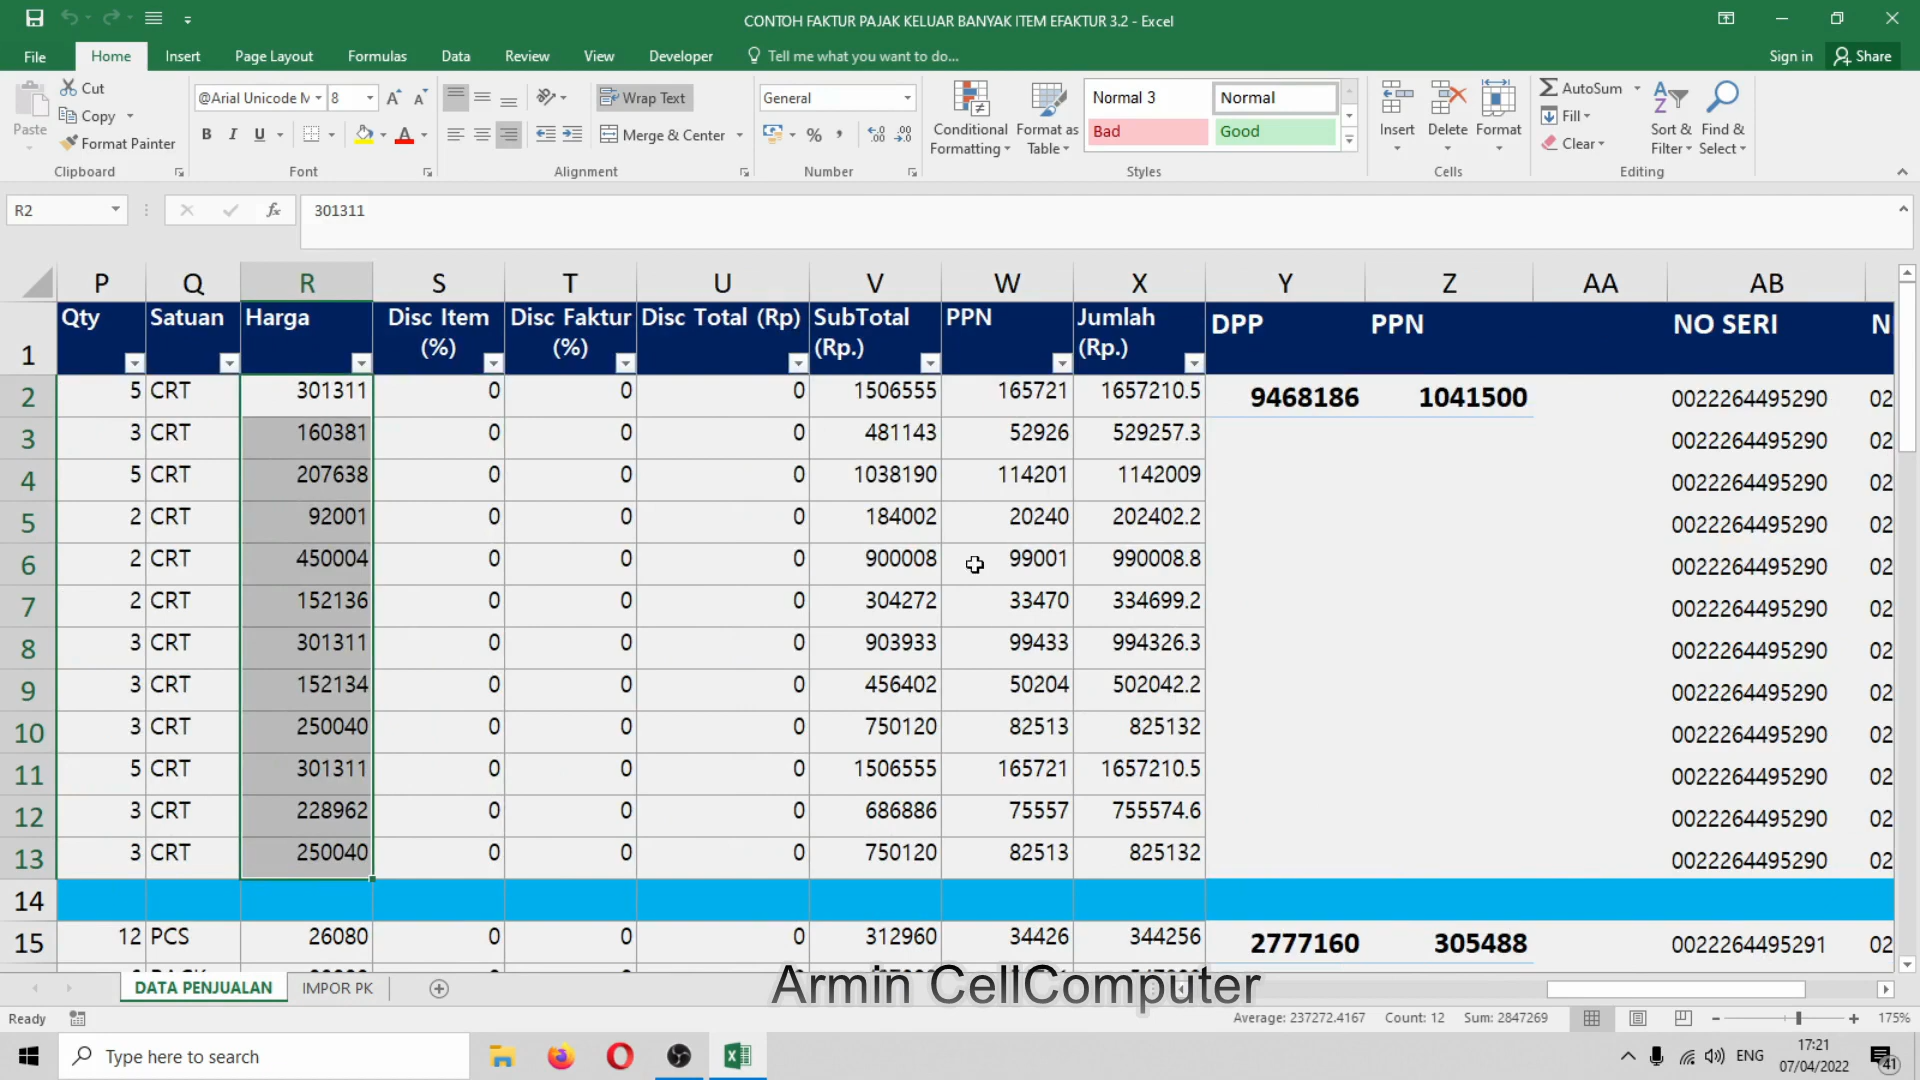 CONTOH FAKTUR PAJAK KELUAR BANYAK ITEM EFAKTUR 3.2 - Excel
File Home Insert Page Layout Formulas Data Review View Developer Tell me what you want to do... Sign in Share
Paste Cut Copy Format Painter
Clipboard
@Arial Unicode M 8
B I U A
Font
Wrap Text
Merge & Center
Alignment
General
%
Number
Conditional Formatting
Format as Table
Normal 3 Normal
Bad Good
Styles
Insert Delete Format
Cells
AutoSum
Fill
Clear
Sort & Filter
Find & Select
Editing
R2 fx 301311
P Q R S T U V W X Y Z AA AB
1 Qty Satuan Harga Disc Item (%) Disc Faktur (%) Disc Total (Rp) SubTotal (Rp.) PPN Jumlah (Rp.) DPP PPN NO SERI N
2 5 CRT 301311 0 0 0 1506555 165721 1657210.5 9468186 1041500 0022264495290 02
3 3 CRT 160381 0 0 0 481143 52926 529257.3 0022264495290 02
4 5 CRT 207638 0 0 0 1038190 114201 1142009 0022264495290 02
5 2 CRT 92001 0 0 0 184002 20240 202402.2 0022264495290 02
6 2 CRT 450004 0 0 0 900008 99001 990008.8 0022264495290 02
7 2 CRT 152136 0 0 0 304272 33470 334699.2 0022264495290 02
8 3 CRT 301311 0 0 0 903933 99433 994326.3 0022264495290 02
9 3 CRT 152134 0 0 0 456402 50204 502042.2 0022264495290 02
10 3 CRT 250040 0 0 0 750120 82513 825132 0022264495290 02
11 5 CRT 301311 0 0 0 1506555 165721 1657210.5 0022264495290 02
12 3 CRT 228962 0 0 0 686886 75557 755574.6 0022264495290 02
13 3 CRT 250040 0 0 0 750120 82513 825132 0022264495290 02
14
15 12 PCS 26080 0 0 0 312960 34426 344256 2777160 305488 0022264495291 02
DATA PENJUALAN IMPOR PK
Armin CellComputer
Ready Average: 237272.4167 Count: 12 Sum: 2847269 175%
Type here to search ENG 17:21
07/04/2022 41